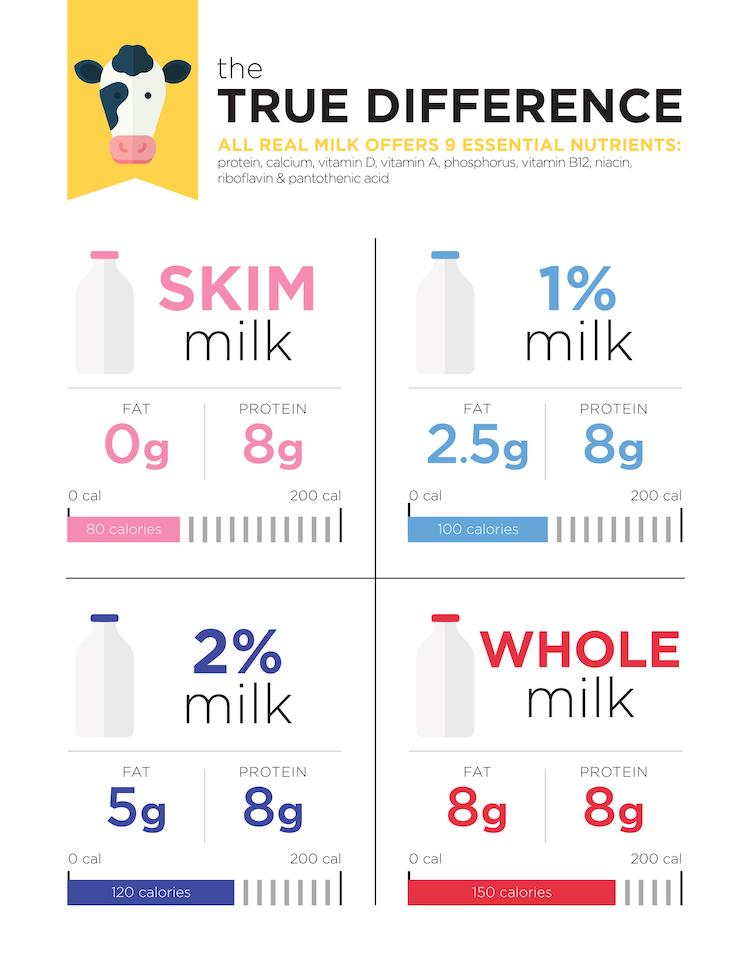 the
TRUE DIFFERENCE
ALL REAL MILK OFFERS 9 ESSENTIAL NUTRIENTS:
protein, calcium, vitamin D, vitamin A, phosphorus, vitamin B12, niacin,
riboflavin & pantothenic acid
SKIM
milk
FAT
0g
PROTEIN
8g
0 cal
200 cal
80 calories
1%
milk
FAT
2.5g
PROTEIN
8g
0 cal
200 cal
100 calories
2%
milk
FAT
5g
PROTEIN
8g
0 cal
200 cal
120 calories
WHOLE
milk
FAT
8g
PROTEIN
8g
0 cal
200 cal
150 calories